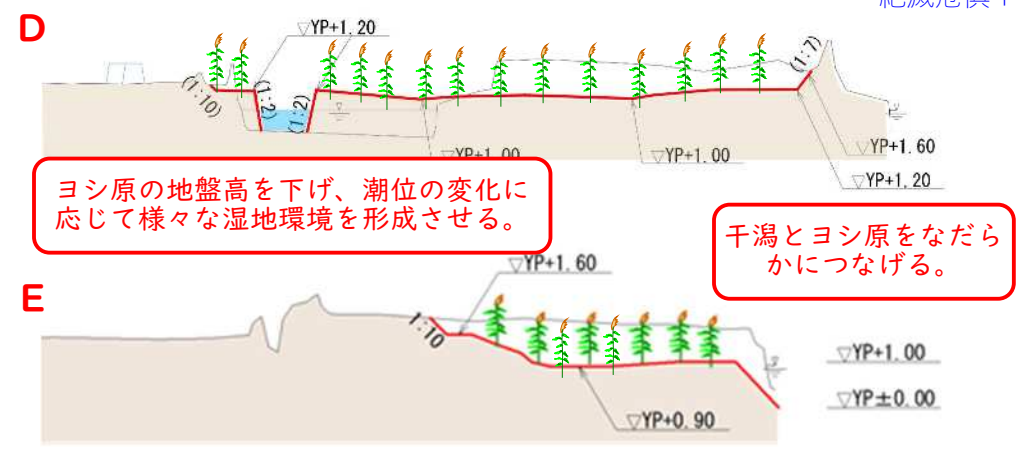 絶滅危惧
D
▽YP+1.20
(1:7)
(1:10)
(1:2)
(1:2)
▽YP+1.00
▽YP+1.00
▽YP+1.60
▽YP+1.20
ヨシ原の地盤高を下げ、潮位の変化に
応じて様々な湿地環境を形成させる。
干潟とヨシ原をなだら
かにつなげる。
E
▽YP+1.60
1:10
▽YP+1.00
▽YP±0.00
▽YP+0.90